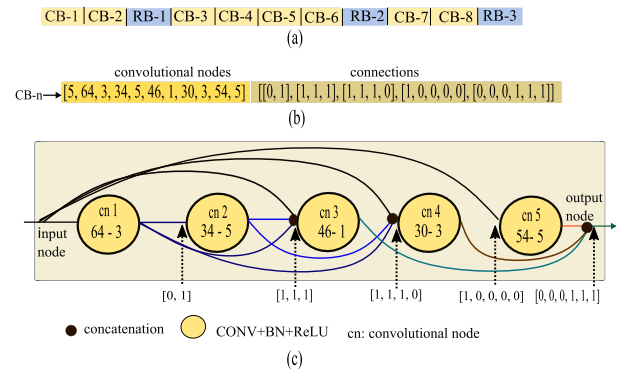 CB-1 CB-2 RB-1 CB-3 CB-4 CB-5 CB-6 RB-2 CB-7 CB-8 RB-3
(a)
convolutional nodes connections
CB-n [5, 64, 3, 34, 5, 46, 1, 30, 3, 54, 5] [[0, 1], [1, 1, 1], [1, 1, 1, 0], [1, 0, 0, 0, 0], [0, 0, 0, 1, 1, 1]]
(b)
(c)
cn 1
64 - 3
cn 2
34 - 5
cn 3
46- 1
cn 4
30- 3
cn 5
54- 5
input
node
output
node
[0, 1] [1, 1, 1] [1, 1, 1, 0] [1, 0, 0, 0, 0] [0, 0, 0, 1, 1, 1]
concatenation CONV+BN+ReLU cn: convolutional node